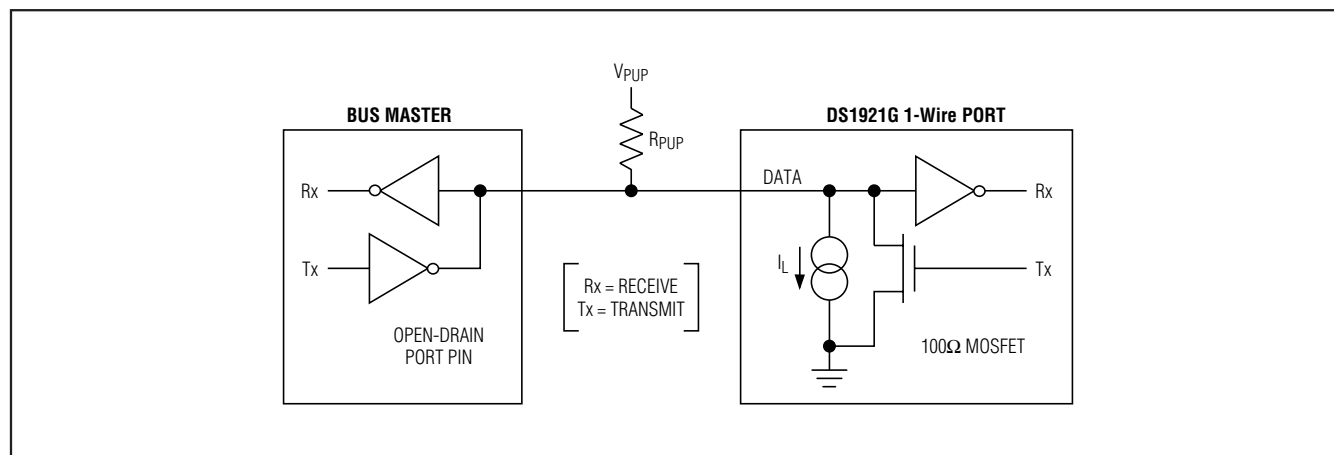 VPUP
BUS MASTER
DS1921G 1-Wire PORT
RPUP
Rx
DATA
Rx
Tx
IL
Tx
Rx = RECEIVE
Tx = TRANSMIT
OPEN-DRAIN
PORT PIN
100Ω MOSFET